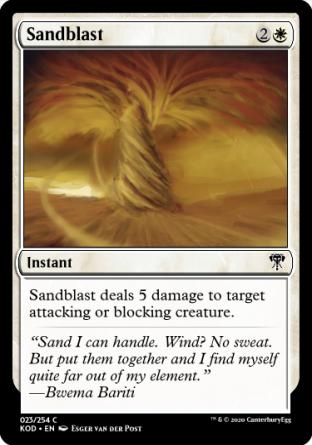 Sandblast 2
Instant
Sandblast deals 5 damage to target
attacking or blocking creature.
“Sand I can handle. Wind? No sweat.
But put them together and I find myself
quite far out of my element.”
—Bwema Bariti
023/254 C
KOD • EN Esger van der Post
™ & © 2020 CanterburyEgg